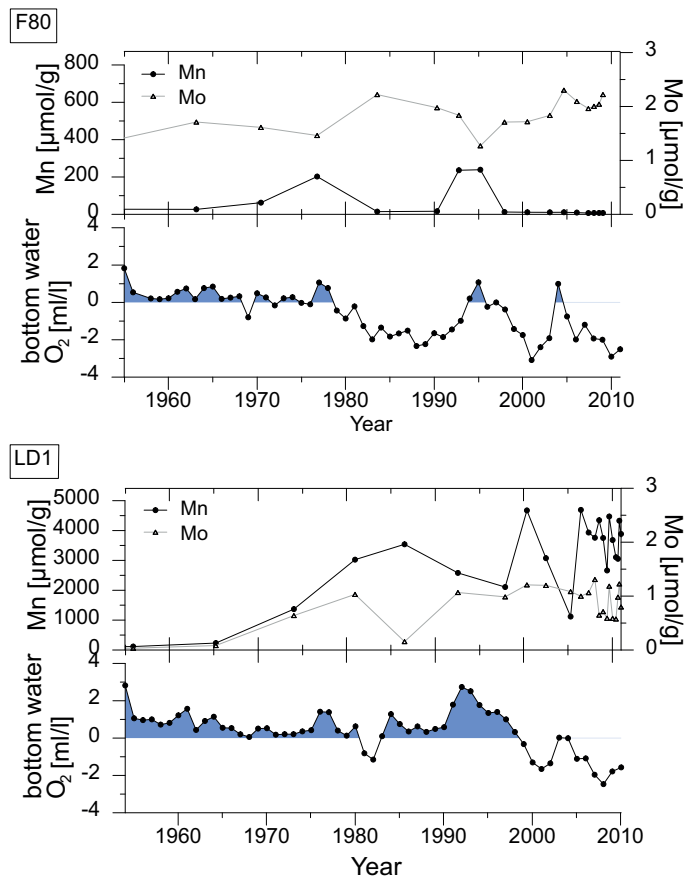 F80
Mn
Mo
Mn [µmol/g]
800
600
400
200
0
Mo [µmol/g]
3
2
1
0
bottom water
O₂ [ml/l]
4
2
0
-2
-4
1960 1970 1980 1990 2000 2010
Year
LD1
Mn
Mo
Mn [µmol/g]
5000
4000
3000
2000
1000
0
Mo [µmol/g]
3
2
1
0
bottom water
O₂ [ml/l]
4
2
0
-2
-4
1960 1970 1980 1990 2000 2010
Year